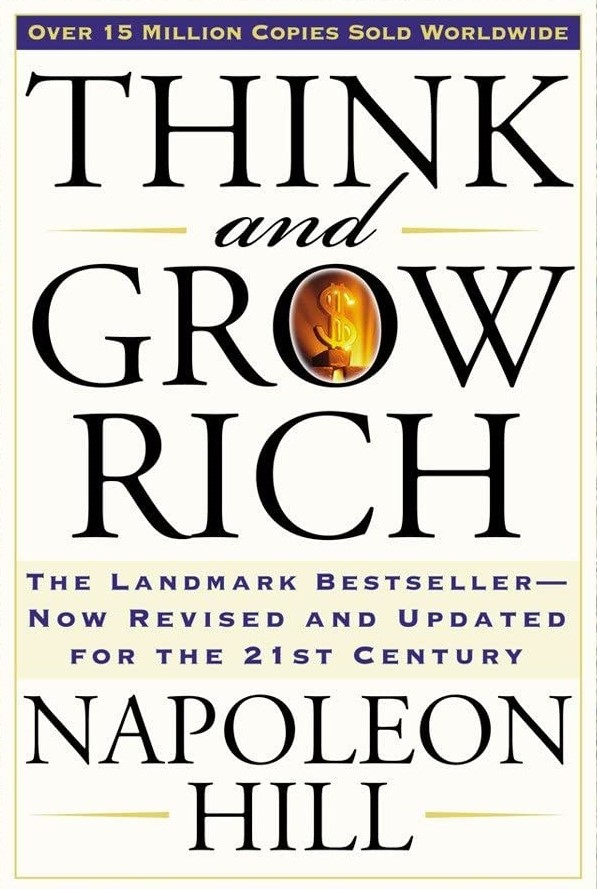 OVER 15 MILLION COPIES SOLD WORLDWIDE
THINK
and
GROW
RICH
THE LANDMARK BESTSELLER—
NOW REVISED AND UPDATED
FOR THE 21ST CENTURY
NAPOLEON
HILL